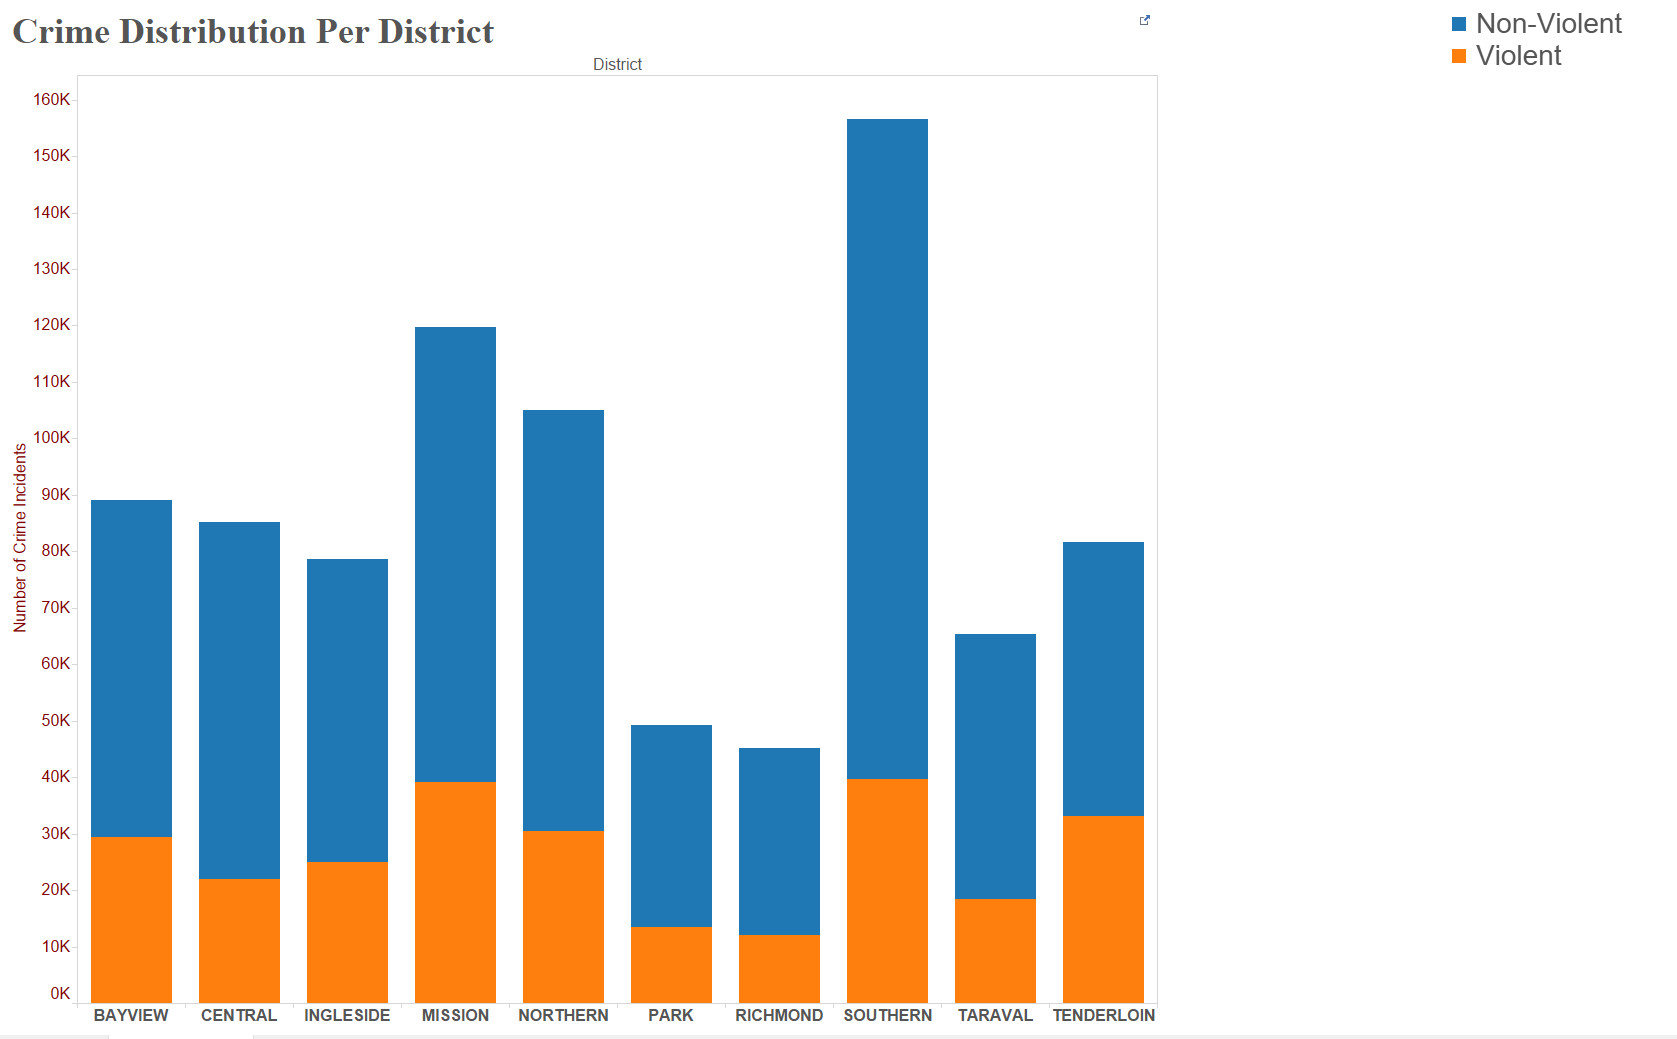 Crime Distribution Per District
Non-Violent
Violent
District
Number of Crime Incidents
160K
150K
140K
130K
120K
110K
100K
90K
80K
70K
60K
50K
40K
30K
20K
10K
0K
BAYVIEW CENTRAL INGLESIDE MISSION NORTHERN PARK RICHMOND SOUTHERN TARAVAL TENDERLOIN